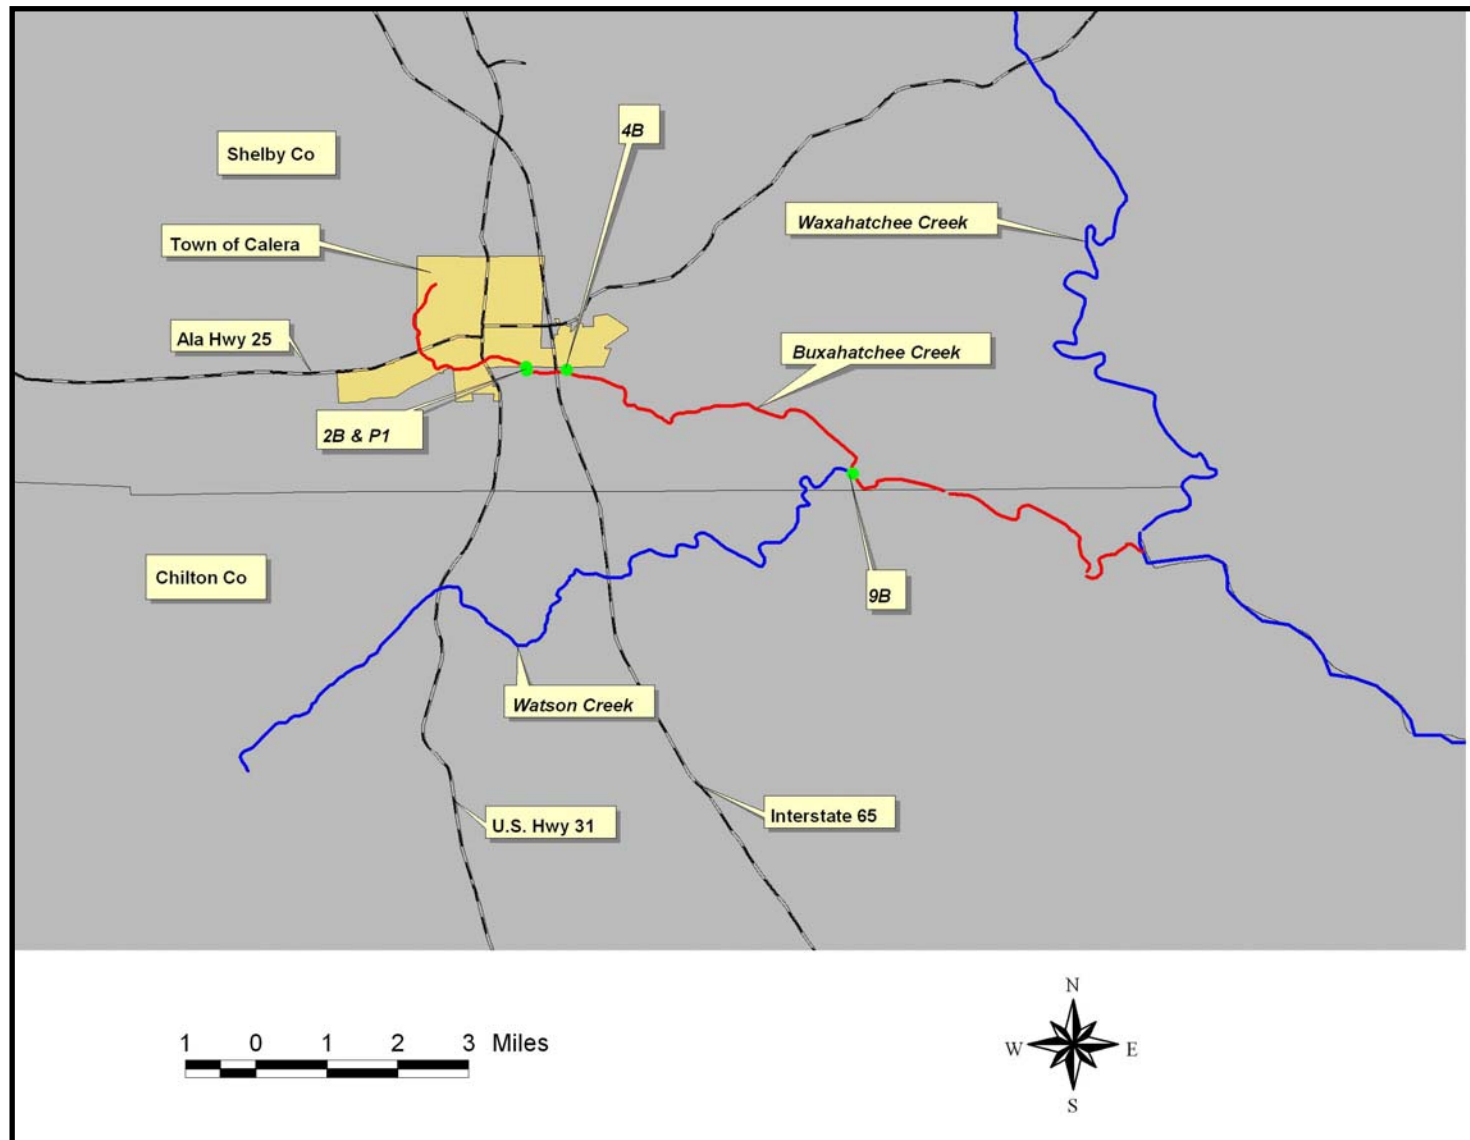 4B
Shelby Co
Waxahatchee Creek
Town of Calera
Ala Hwy 25
Buxahatchee Creek
2B & P1
Chilton Co
9B
Watson Creek
Interstate 65
U.S. Hwy 31
N
1 0 1 2 3 Miles
W E
S